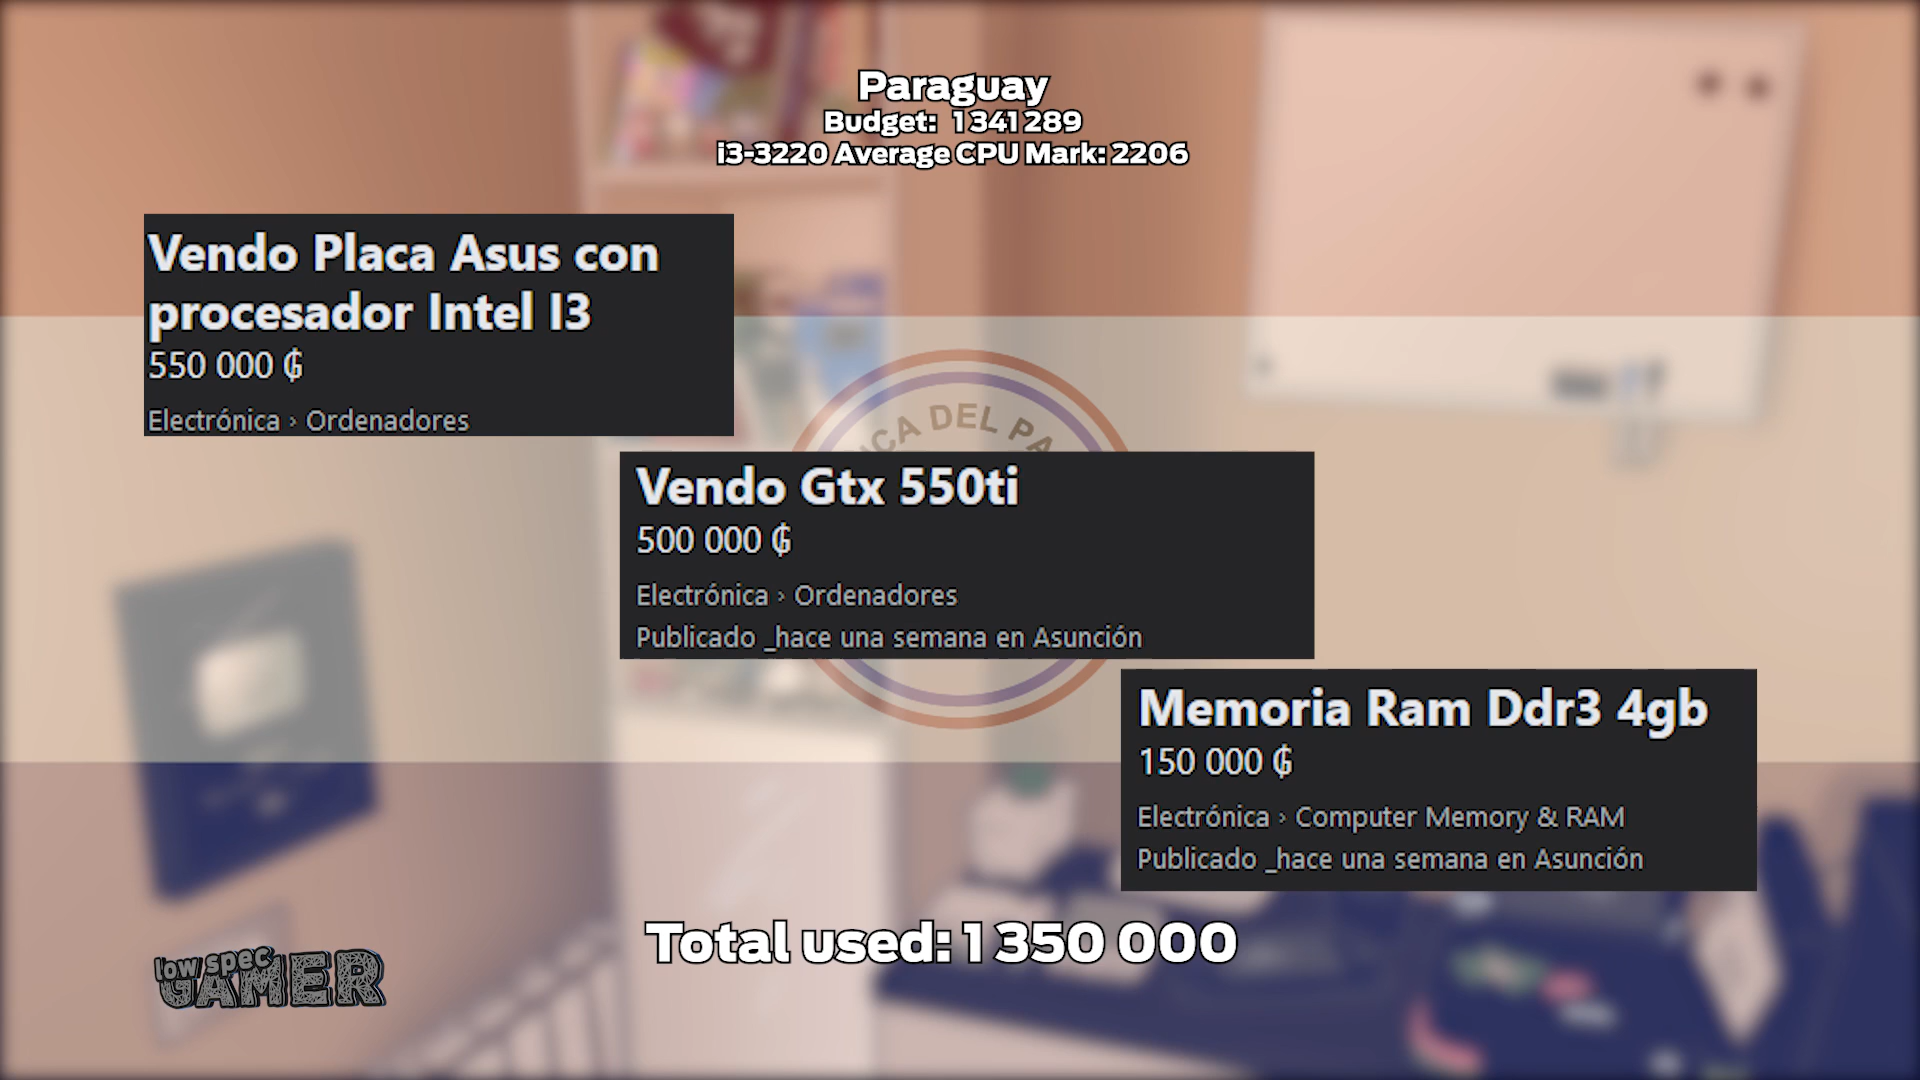 Paraguay
Budget: 1 341 289
i3-3220 Average CPU Mark: 2206
Vendo Placa Asus con
procesador Intel I3
550 000 ₲
Electrónica › Ordenadores
CA DEL PA
Vendo Gtx 550ti
500 000 ₲
Electrónica › Ordenadores
Publicado _hace una semana en Asunción
Memoria Ram Ddr3 4gb
150 000 ₲
Electrónica › Computer Memory & RAM
Publicado _hace una semana en Asunción
Total used: 1 350 000
low spec
GAMER